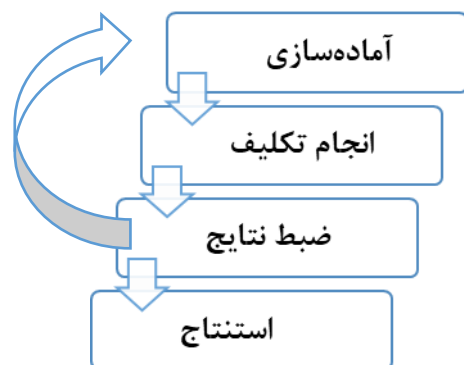 آماده‌سازی
انجام تکلیف
ضبط نتایج
استنتاج